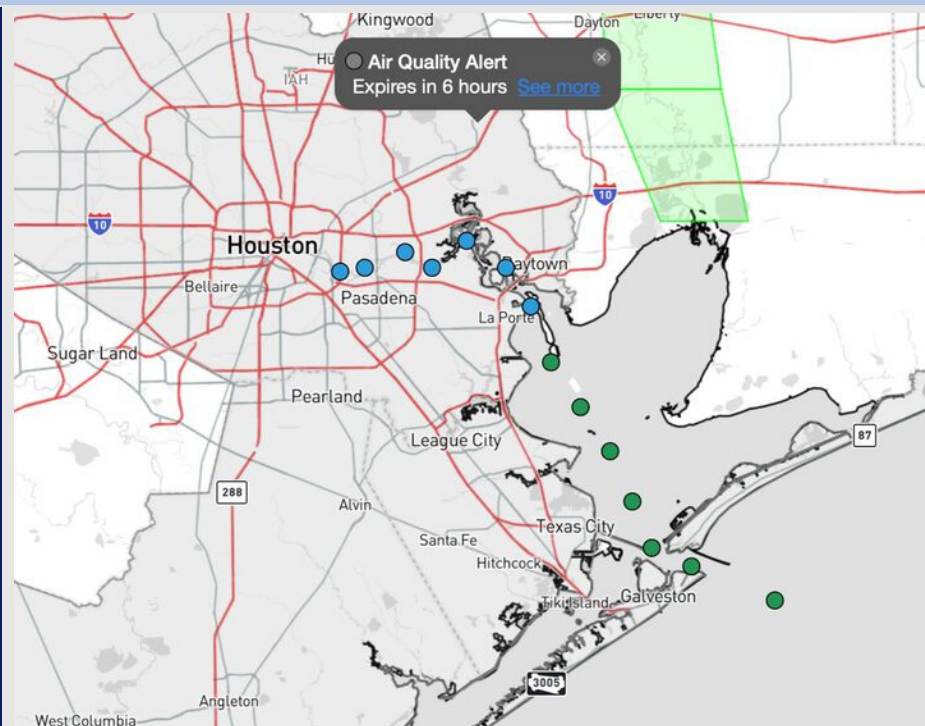 Kingwood
Dayton
Liberty
Air Quality Alert
Expires in 6 hours See more
IAH
10
10
Houston
Baytown
Bellaire
Pasadena
La Porte
Sugar Land
Pearland
League City
87
288
Alvin
Texas City
Santa Fe
Hitchcock
Tiki Island
Galveston
3005
Angleton
West Columbia